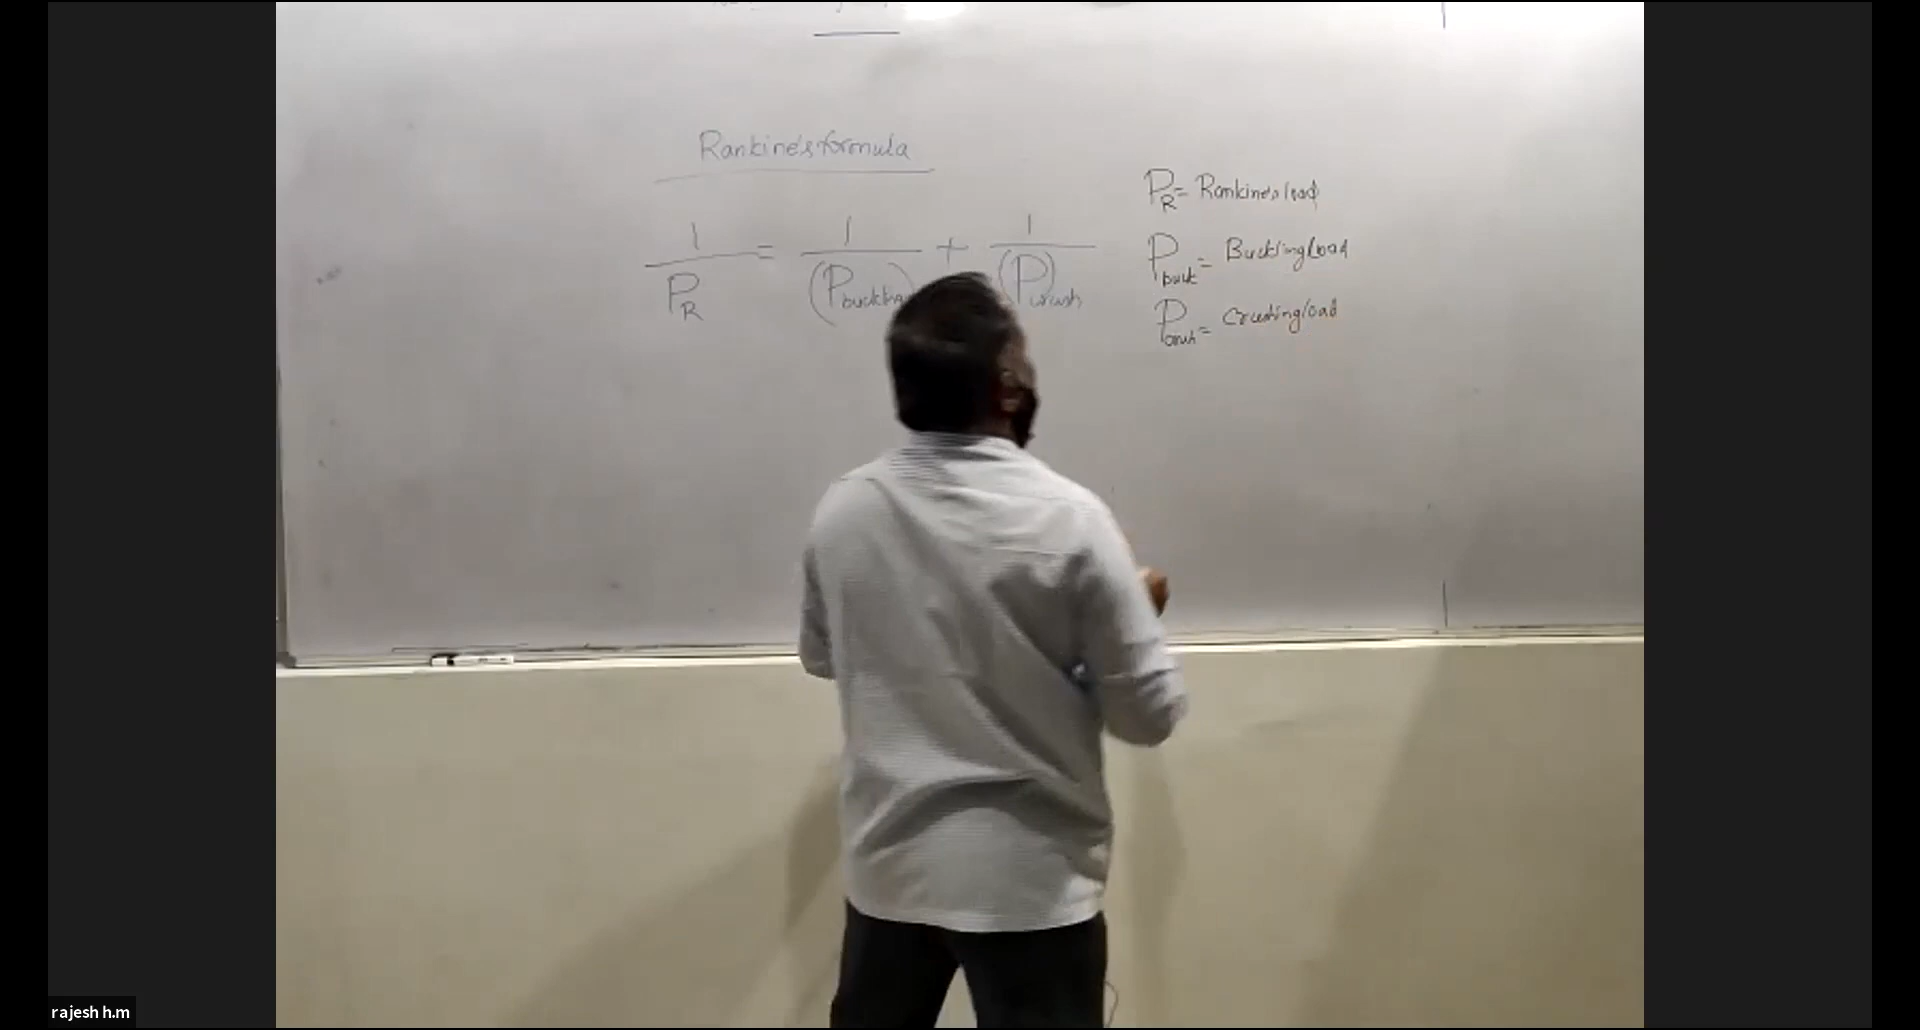 Rankine's formula
1/P_R = 1/(P_buckling) + 1/(P)_crush
P_R = Rankine's load
P_buck = Buckling load
P_crush = Crushing load
rajesh h.m